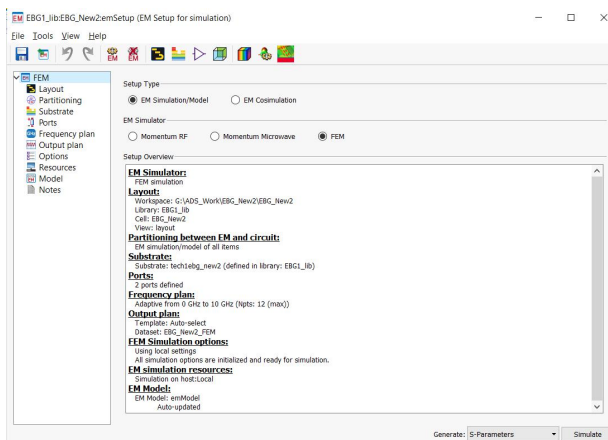 EM EBG1_lib:EBG_New2:emSetup (EM Setup for simulation)
File Tools View Help
EM EM
EM FEM
Layout
Partitioning
Substrate
Ports
GHz Frequency plan
Output plan
Options
Resources
EM Model
Notes
Setup Type
EM Simulation/Model EM Cosimulation
EM Simulator
Momentum RF Momentum Microwave FEM
Setup Overview
EM Simulator:
FEM simulation
Layout:
Workspace: G:\ADS_Work\EBG_New2\EBG_New2
Library: EBG1_lib
Cell: EBG_New2
View: layout
Partitioning between EM and circuit:
EM simulation/model of all items
Substrate:
Substrate: tech1ebg_new2 (defined in library: EBG1_lib)
Ports:
2 ports defined
Frequency plan:
Adaptive from 0 GHz to 10 GHz (Npts: 12 (max))
Output plan:
Template: Auto-select
Dataset: EBG_New2_FEM
FEM Simulation options:
Using local settings
All simulation options are initialized and ready for simulation.
EM simulation resources:
Simulation on host:Local
EM Model:
EM Model: emModel
Auto-updated
Generate: S-Parameters Simulate